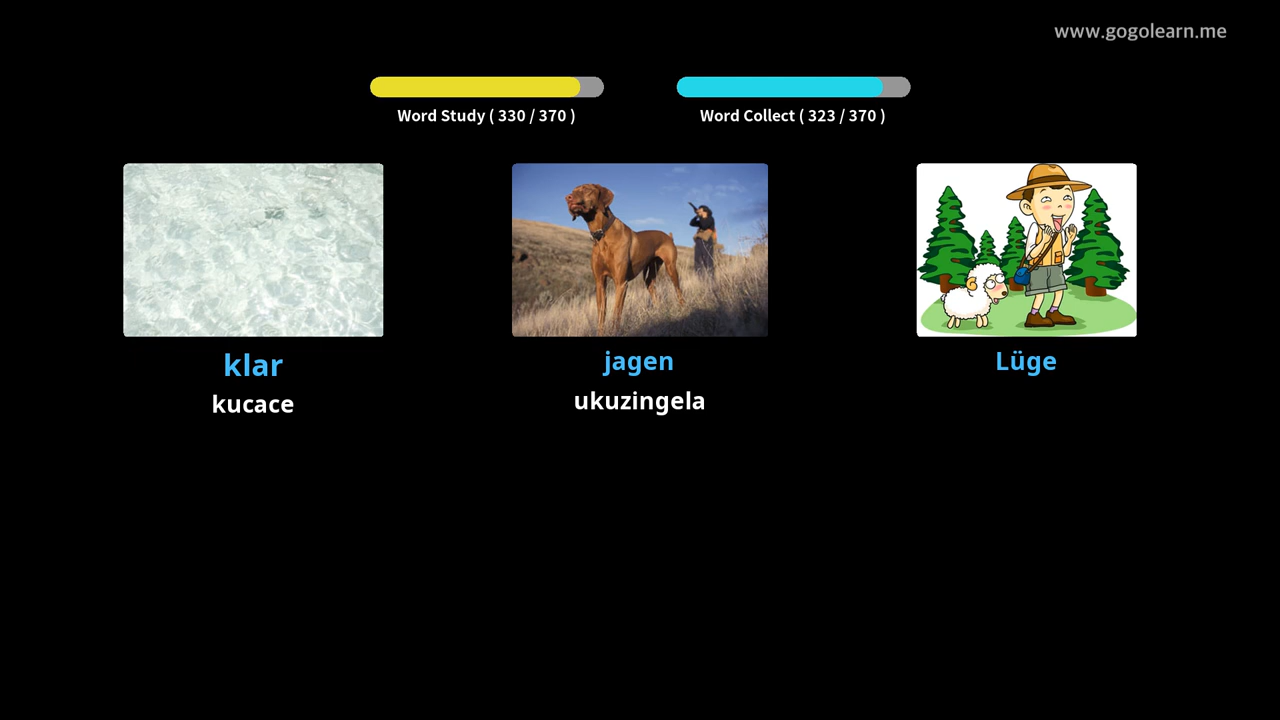 www.gogolearn.me
Word Study ( 330 / 370 )
Word Collect ( 323 / 370 )
klar
kucace
jagen
ukuzingela
Lüge